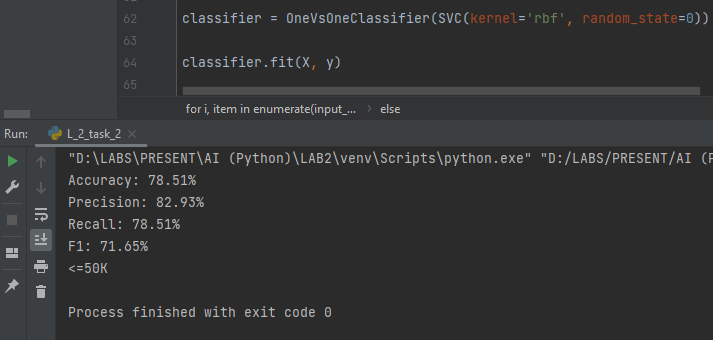 62 classifier = OneVsOneClassifier(SVC(kernel='rbf', random_state=0))
63
64 classifier.fit(X, y)
65
for i, item in enumerate(input_... › else
Run: L_2_task_2 ×
"D:\LABS\PRESENT\AI (Python)\LAB2\venv\Scripts\python.exe" "D:/LABS/PRESENT/AI (P
Accuracy: 78.51%
Precision: 82.93%
Recall: 78.51%
F1: 71.65%
<=50K
Process finished with exit code 0